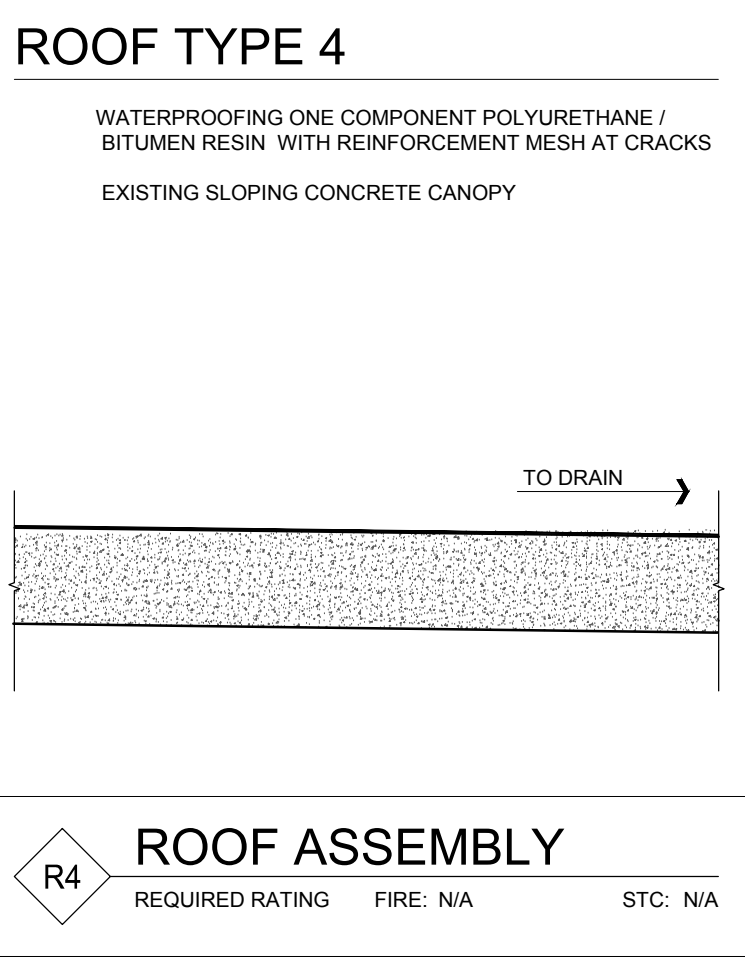 ROOF TYPE 4
WATERPROOFING ONE COMPONENT POLYURETHANE /
BITUMEN RESIN WITH REINFORCEMENT MESH AT CRACKS
EXISTING SLOPING CONCRETE CANOPY
TO DRAIN
R4
ROOF ASSEMBLY
REQUIRED RATING FIRE: N/A STC: N/A